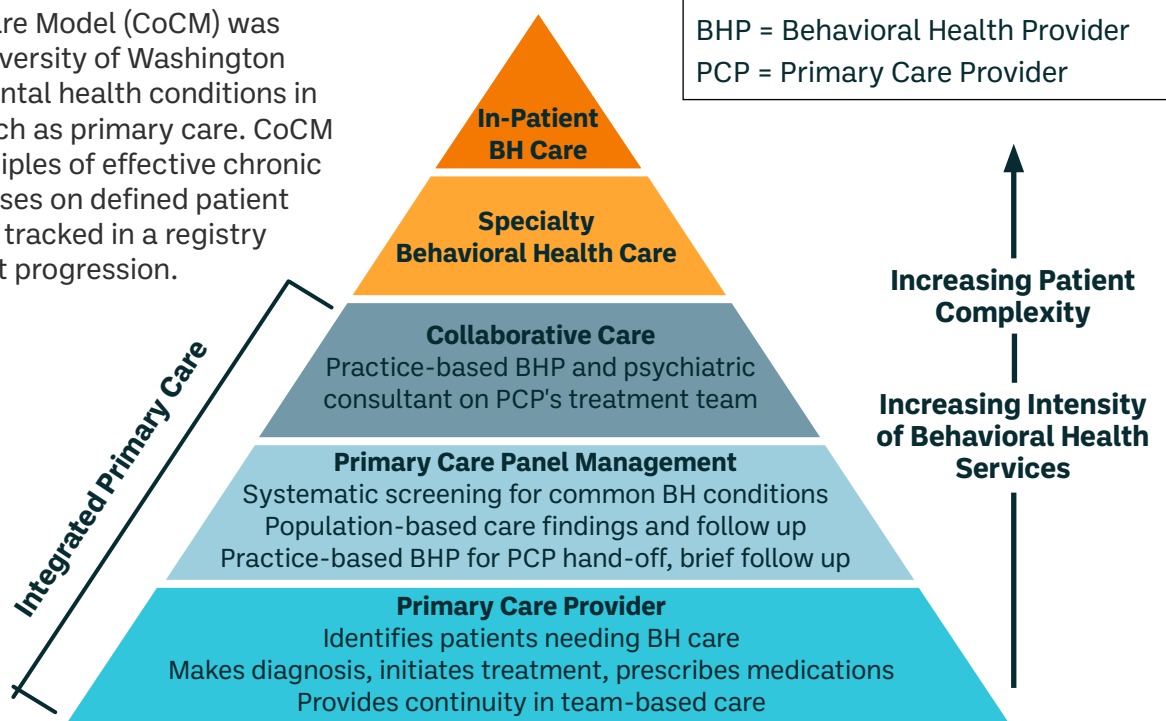 are Model (CoCM) was
versity of Washington
ntal health conditions in
ch as primary care. CoCM
iples of effective chronic
ses on defined patient
tracked in a registry
t progression.
BHP = Behavioral Health Provider
PCP = Primary Care Provider
In-Patient
BH Care
Specialty
Behavioral Health Care
Collaborative Care
Practice-based BHP and psychiatric
consultant on PCP's treatment team
Primary Care Panel Management
Systematic screening for common BH conditions
Population-based care findings and follow up
Practice-based BHP for PCP hand-off, brief follow up
Primary Care Provider
Identifies patients needing BH care
Makes diagnosis, initiates treatment, prescribes medications
Provides continuity in team-based care
Integrated Primary Care
Increasing Patient
Complexity
Increasing Intensity
of Behavioral Health
Services